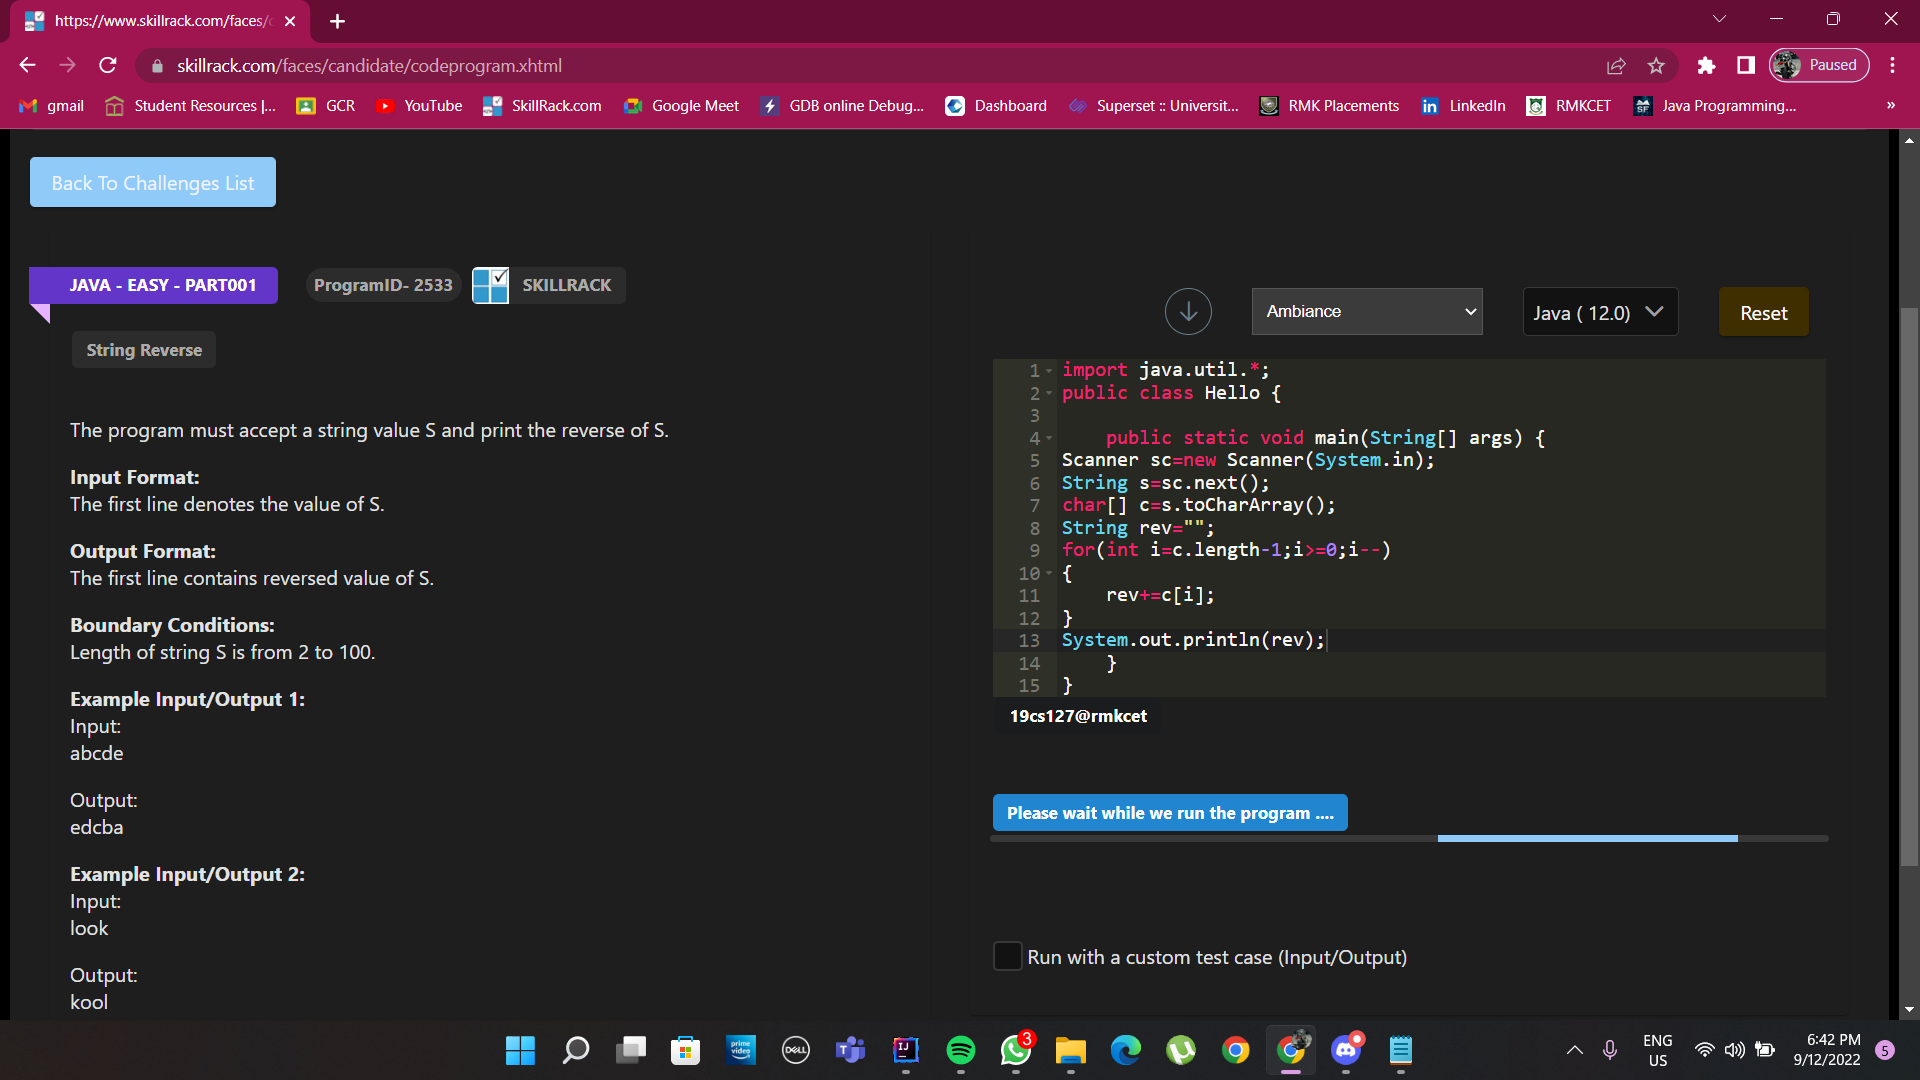 https://www.skillrack.com/faces/c
skillrack.com/faces/candidate/codeprogram.xhtml
Paused
gmail
Student Resources |...
GCR
YouTube
SkillRack.com
Google Meet
GDB online Debug...
Dashboard
Superset :: Universit...
RMK Placements
LinkedIn
RMKCET
Java Programming...
»
Back To Challenges List
JAVA - EASY - PART001
ProgramID- 2533
SKILLRACK
String Reverse
The program must accept a string value S and print the reverse of S.
Input Format:
The first line denotes the value of S.
Output Format:
The first line contains reversed value of S.
Boundary Conditions:
Length of string S is from 2 to 100.
Example Input/Output 1:
Input:
abcde
Output:
edcba
Example Input/Output 2:
Input:
look
Output:
kool
Ambiance
Java ( 12.0)
Reset
1 import java.util.*;
2 public class Hello {
3
4     public static void main(String[] args) {
5 Scanner sc=new Scanner(System.in);
6 String s=sc.next();
7 char[] c=s.toCharArray();
8 String rev="";
9 for(int i=c.length-1;i>=0;i--)
10 {
11     rev+=c[i];
12 }
13 System.out.println(rev);
14     }
15 }
19cs127@rmkcet
Please wait while we run the program ....
Run with a custom test case (Input/Output)
prime video
DELL
IJ
3
ENG
US
6:42 PM
9/12/2022
5